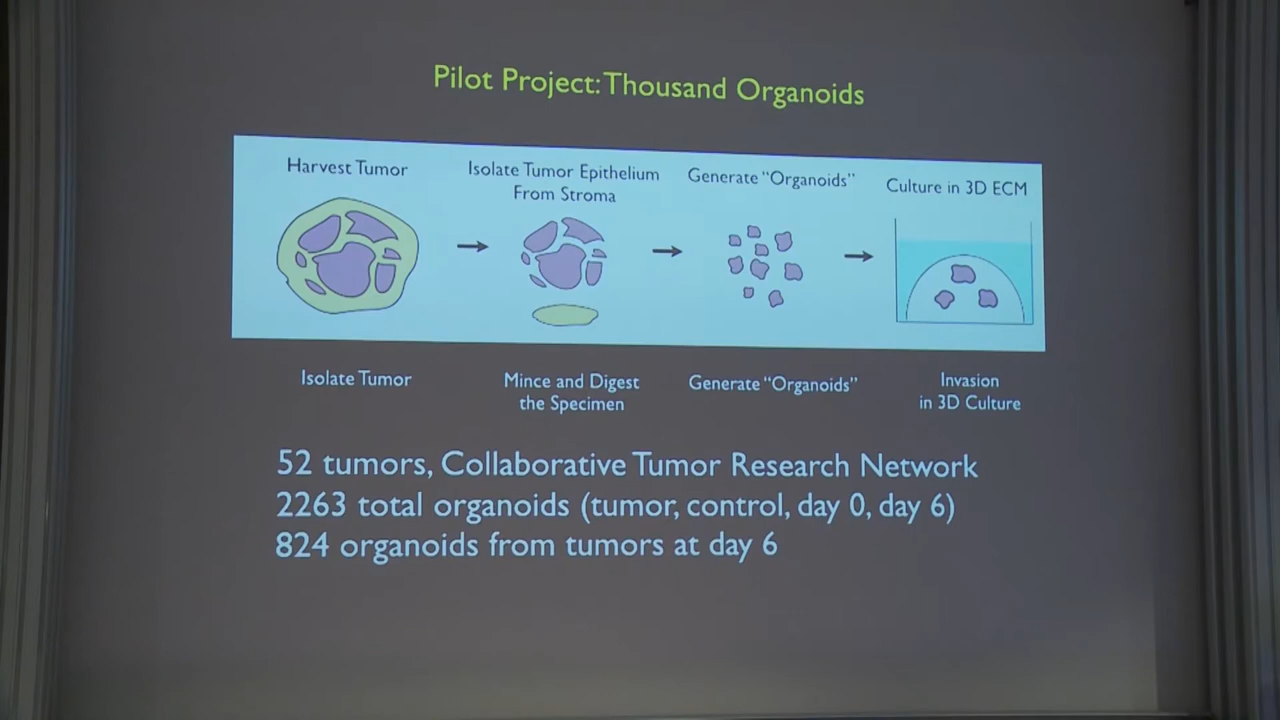 Pilot Project: Thousand Organoids
Harvest Tumor
Isolate Tumor Epithelium
From Stroma
Generate "Organoids"
Culture in 3D ECM
Isolate Tumor
Mince and Digest
the Specimen
Generate "Organoids"
Invasion
in 3D Culture
52 tumors, Collaborative Tumor Research Network
2263 total organoids (tumor, control, day 0, day 6)
824 organoids from tumors at day 6